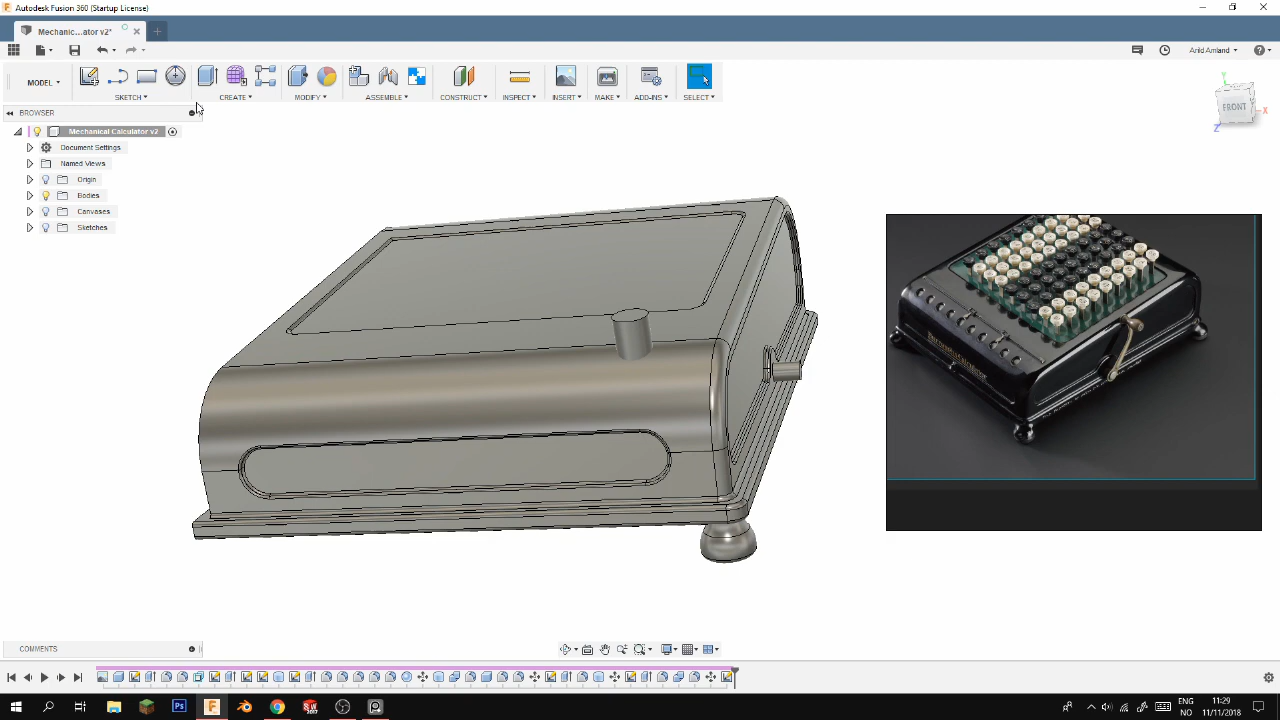 Autodesk Fusion 360 (Startup License)
Mechanic...ator v2*
Arild Amland
MODEL
SKETCH
CREATE
MODIFY
ASSEMBLE
CONSTRUCT
INSPECT
INSERT
MAKE
ADD-INS
SELECT
BROWSER
FRONT
Y
X
Z
Mechanical Calculator v2
Document Settings
Named Views
Origin
Bodies
Canvases
Sketches
COMMENTS
ENG
NO
11:29
11/11/2018